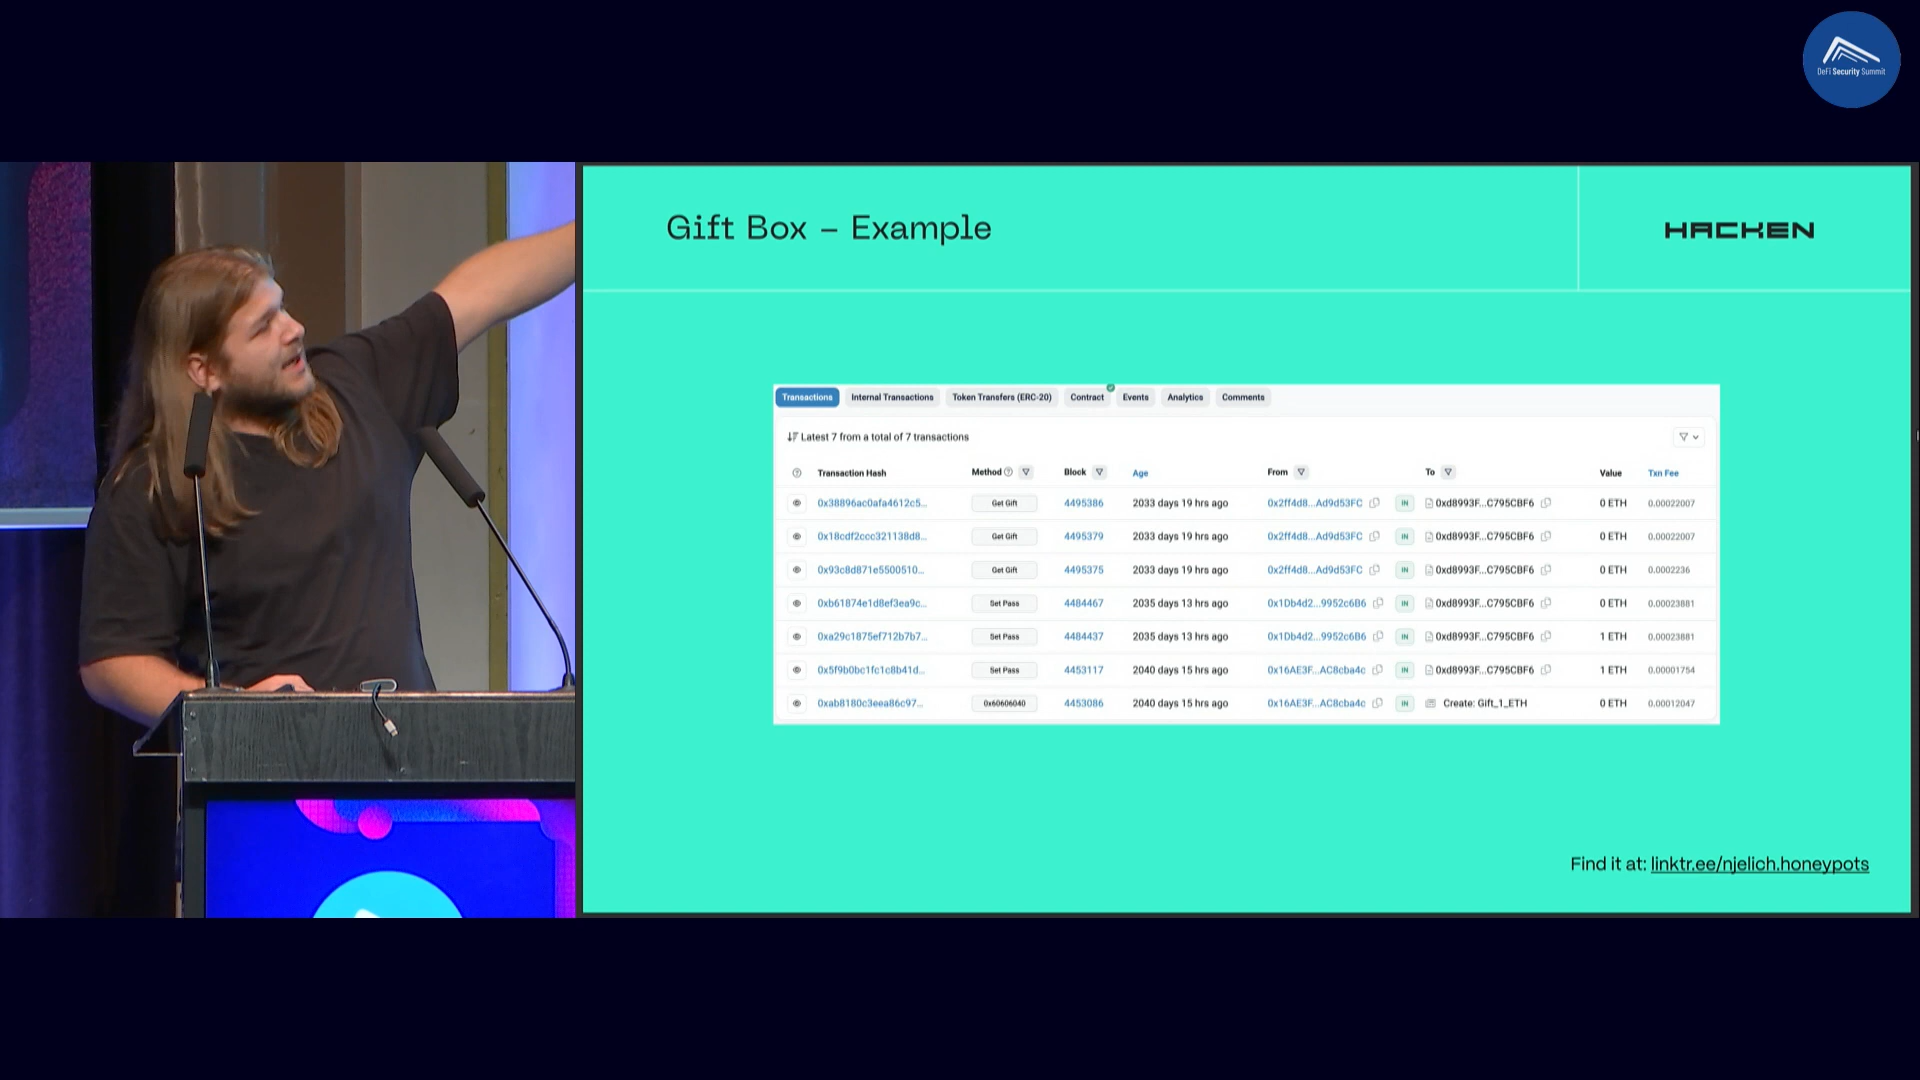 DeFi Security Summit
Gift Box – Example
HACKEN
Transactions Internal Transactions Token Transfers (ERC-20) Contract Events Analytics Comments
Latest 7 from a total of 7 transactions
Transaction Hash Method Block Age From To Value Txn Fee
0x38896ac0afa4612c5... Get Gift 4495386 2033 days 19 hrs ago 0x2ff4d8...Ad9d53FC IN 0xd8993F...C795CBF6 0 ETH 0.00022007
0x18cdf2ccc321138d8... Get Gift 4495379 2033 days 19 hrs ago 0x2ff4d8...Ad9d53FC IN 0xd8993F...C795CBF6 0 ETH 0.00022007
0x93c8d871e5500510... Get Gift 4495375 2033 days 19 hrs ago 0x2ff4d8...Ad9d53FC IN 0xd8993F...C795CBF6 0 ETH 0.0002236
0xb61874e1d8ef3ea9c... Set Pass 4484467 2035 days 13 hrs ago 0x1Db4d2...9952c6B6 IN 0xd8993F...C795CBF6 0 ETH 0.00023881
0xa29c1875ef712b7b7... Set Pass 4484437 2035 days 13 hrs ago 0x1Db4d2...9952c6B6 IN 0xd8993F...C795CBF6 1 ETH 0.00023881
0x5f9b0bc1fc1c8b41d... Set Pass 4453117 2040 days 15 hrs ago 0x16AE3F...AC8cba4c IN 0xd8993F...C795CBF6 1 ETH 0.00001754
0xab8180c3eea86c97... 0x60606040 4453086 2040 days 15 hrs ago 0x16AE3F...AC8cba4c IN Create: Gift_1_ETH 0 ETH 0.00012047
Find it at: linktr.ee/njelich.honeypots